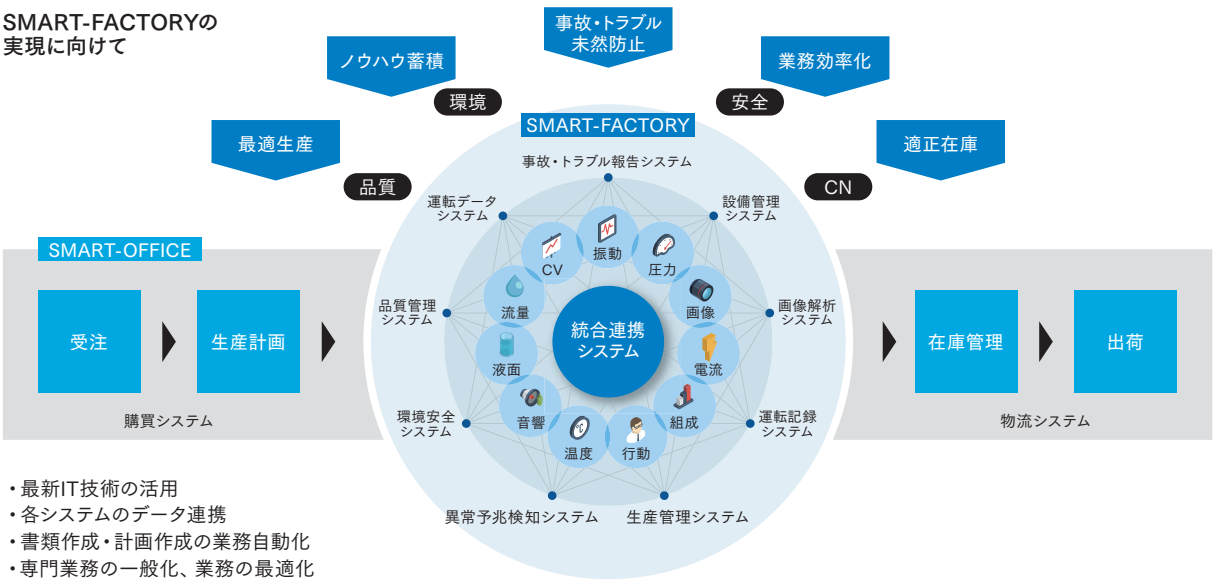 SMART-FACTORYの
実現に向けて
事故・トラブル
未然防止
ノウハウ蓄積
業務効率化
環境
安全
最適生産
適正在庫
品質
CN
SMART-FACTORY
事故・トラブル報告システム
運転データ
システム
設備管理
システム
品質管理
システム
画像解析
システム
環境安全
システム
運転記録
システム
異常予兆検知システム
生産管理システム
振動
CV
圧力
流量
画像
液面
電流
音響
組成
温度
行動
統合連携
システム
SMART-OFFICE
受注
生産計画
購買システム
在庫管理
出荷
物流システム
・最新IT技術の活用
・各システムのデータ連携
・書類作成・計画作成の業務自動化
・専門業務の一般化、業務の最適化